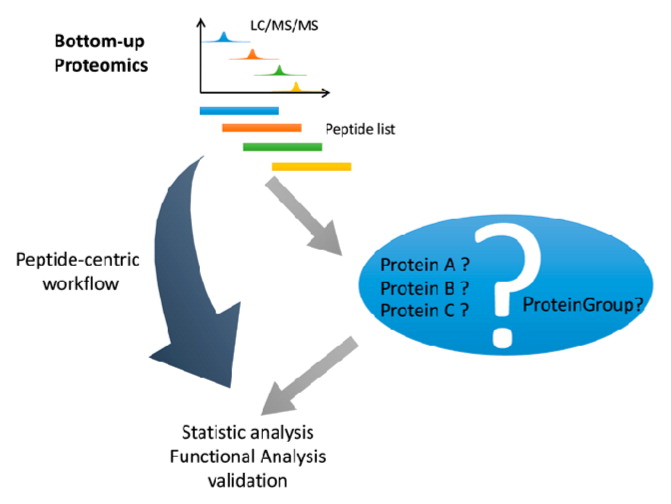 Bottom-up
Proteomics
LC/MS/MS
Peptide list
Peptide-centric
workflow
Protein A ?
Protein B ?
Protein C ?
?
ProteinGroup?
Statistic analysis
Functional Analysis
validation